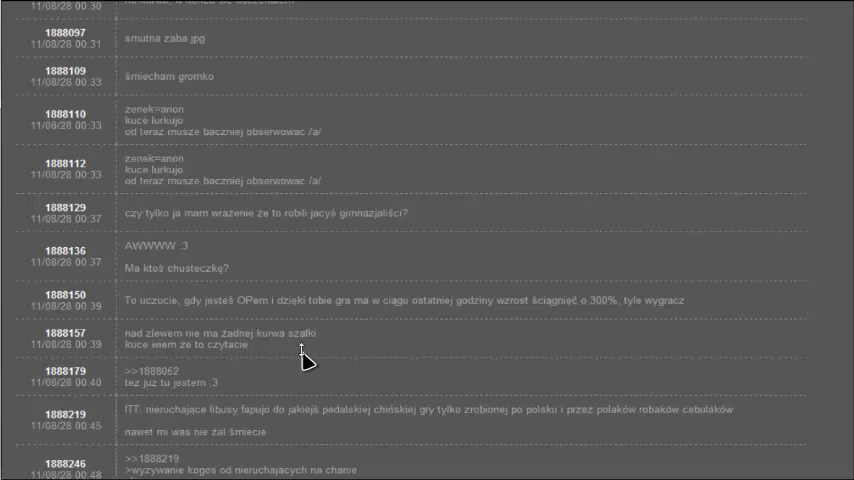 11/08/28 00:30
1888097
11/08/28 00:31
smutna zaba.jpg
1888109
11/08/28 00:33
śmiecham gromko
1888110
11/08/28 00:33
zenek=anon
kuce lurkujo
od teraz musze baczniej obserwowac /a/
1888112
11/08/28 00:33
zenek=anon
kuce lurkujo
od teraz musze baczniej obserwowac /a/
1888129
11/08/28 00:37
czy tylko ja mam wrażenie że to robili jacyś gimnazjaliści?
1888136
11/08/28 00:37
AWWWW :3
Ma ktoś chusteczkę?
1888150
11/08/28 00:39
To uczucie, gdy jesteś OPem i dzięki tobie gra ma w ciągu ostatniej godziny wzrost ściągnięć o 300%, tyle wygracz
1888157
11/08/28 00:39
nad zlewem nie ma żadnej kurwa szafki
kuce wiem ze to czytacie
1888179
11/08/28 00:40
>>1888062
tez juz tu jestem ;3
1888219
11/08/28 00:45
ITT: nieruchające libusy fapujo do jakiejś pedalskiej chińskiej gry tylko zrobionej po polsku i przez polaków robaków cebulaków
nawet mi was nie żal śmiecie
1888246
11/08/28 00:48
>>1888219
>wyzywanie kogos od nieruchajacych na chanie